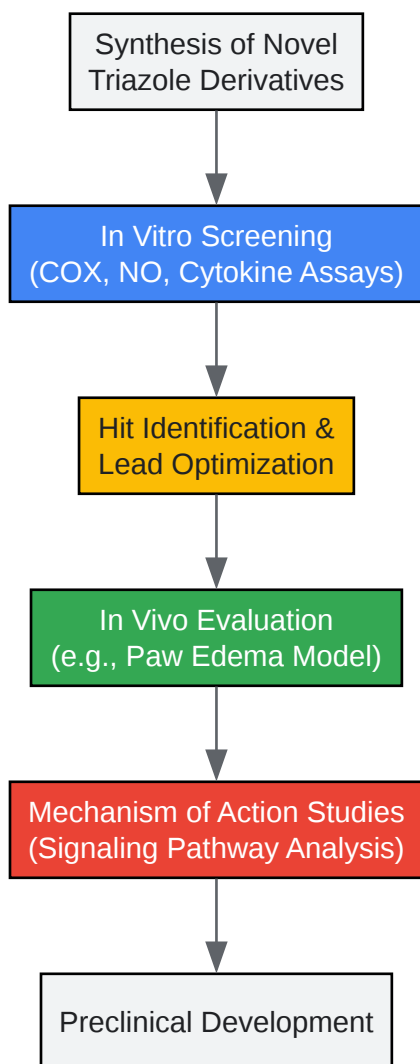 Synthesis of Novel
Triazole Derivatives
In Vitro Screening
(COX, NO, Cytokine Assays)
Hit Identification &
Lead Optimization
In Vivo Evaluation
(e.g., Paw Edema Model)
Mechanism of Action Studies
(Signaling Pathway Analysis)
Preclinical Development